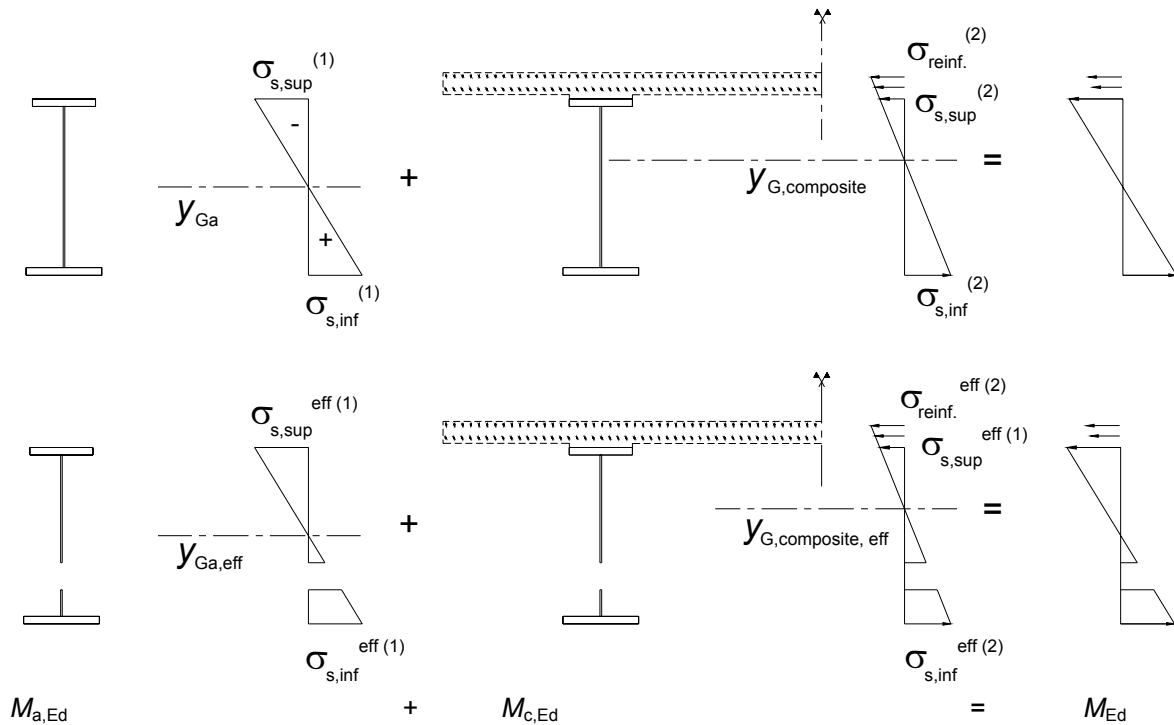 σs,sup(1)
-
+
yGa
σs,inf(1)
+
yG,composite
σreinf.(2)
σs,sup(2)
=
σs,inf(2)
σs,supeff (1)
yGa,eff
σs,infeff (1)
+
yG,composite, eff
σreinf.eff (2)
σs,supeff (1)
=
σs,infeff (2)
Ma,Ed + Mc,Ed = MEd